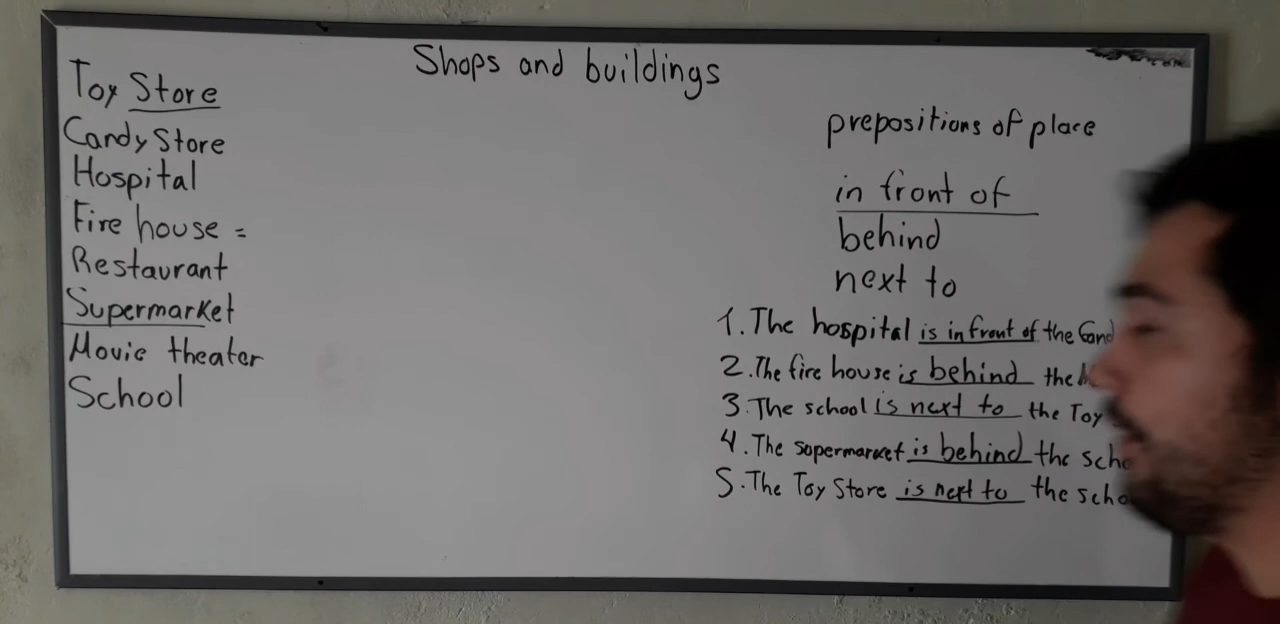 Shops and buildings
Toy Store
Candy Store
Hospital
Fire house =
Restaurant
Supermarket
Movie theater
School
prepositions of place
in front of
behind
next to
1. The hospital is in front of the
2. The fire house is behind the
3. The school is next to the Toy
4. The supermarket is behind the
5. The Toy Store is next to the